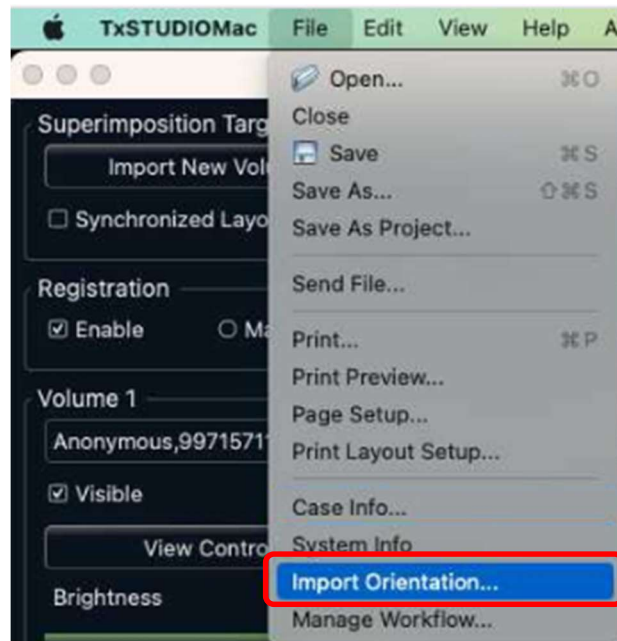 TxSTUDIOMac File Edit View Help A
Open... ⌘O
Close
Save ⌘S
Save As... ⇧⌘S
Save As Project...
Send File...
Print... ⌘P
Print Preview...
Page Setup...
Print Layout Setup...
Case Info...
System Info
Import Orientation...
Manage Workflow...
Superimposition Targ
Import New Vol
Synchronized Layo
Registration
Enable Ma
Volume 1
Anonymous,9971571
Visible
View Contro
Brightness